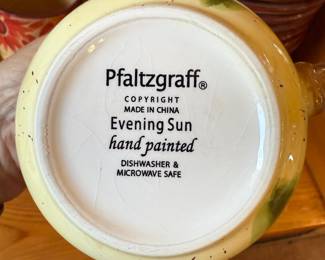 Pfaltzgraff®
COPYRIGHT
MADE IN CHINA
Evening Sun
hand painted
DISHWASHER &
MICROWAVE SAFE